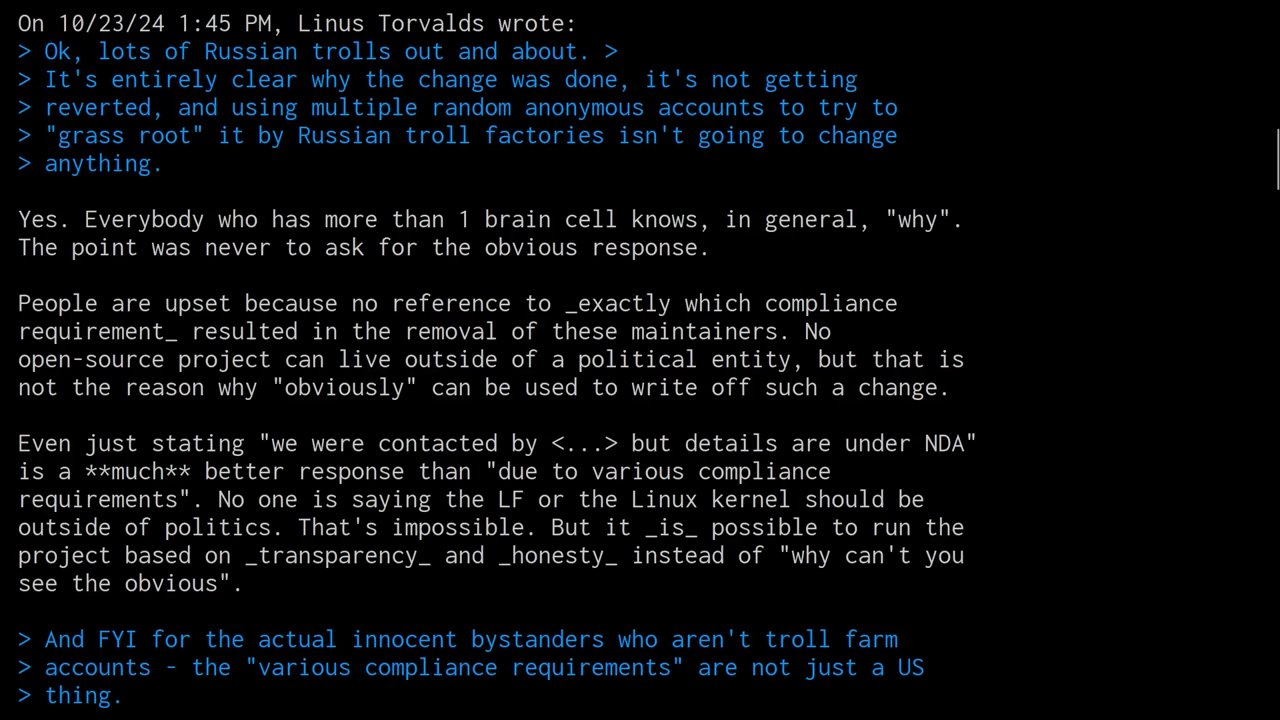 On 10/23/24 1:45 PM, Linus Torvalds wrote:
> Ok, lots of Russian trolls out and about. >
> It's entirely clear why the change was done, it's not getting
> reverted, and using multiple random anonymous accounts to try to
> "grass root" it by Russian troll factories isn't going to change
> anything.
Yes. Everybody who has more than 1 brain cell knows, in general, "why".
The point was never to ask for the obvious response.
People are upset because no reference to _exactly which compliance
requirement_ resulted in the removal of these maintainers. No
open-source project can live outside of a political entity, but that is
not the reason why "obviously" can be used to write off such a change.
Even just stating "we were contacted by <...> but details are under NDA"
is a **much** better response than "due to various compliance
requirements". No one is saying the LF or the Linux kernel should be
outside of politics. That's impossible. But it _is_ possible to run the
project based on _transparency_ and _honesty_ instead of "why can't you
see the obvious".
> And FYI for the actual innocent bystanders who aren't troll farm
> accounts - the "various compliance requirements" are not just a US
> thing.